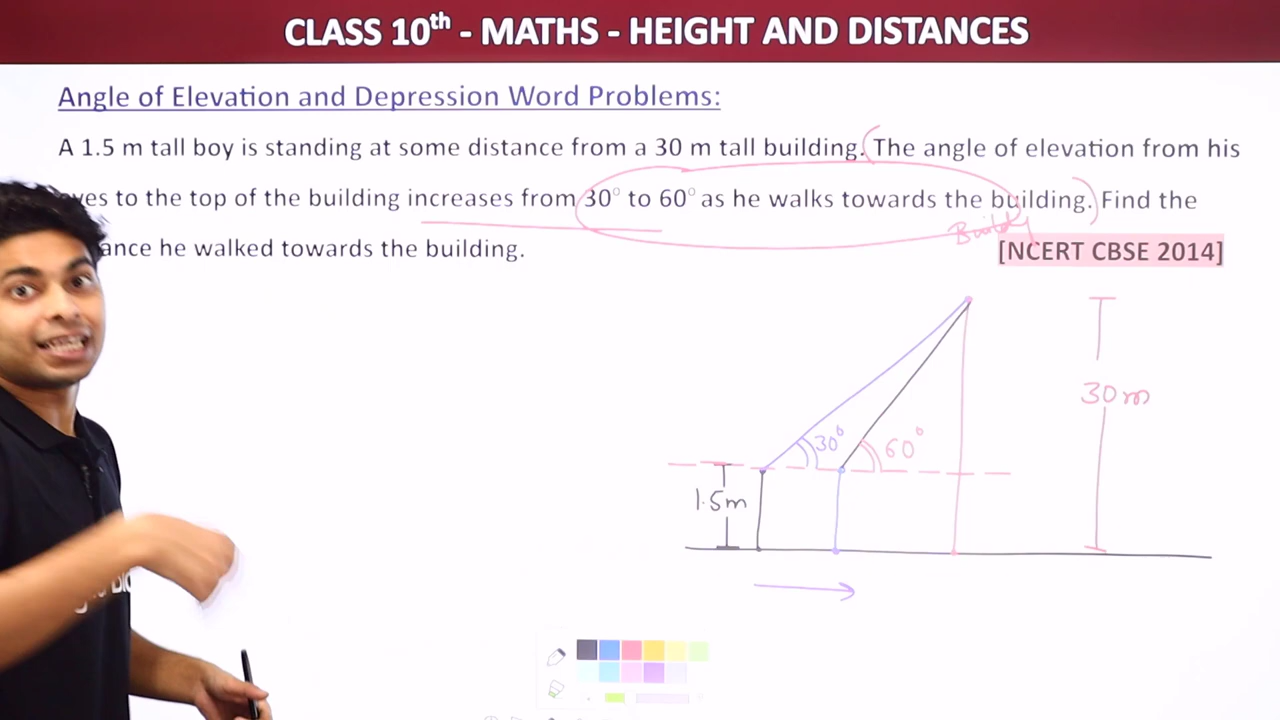 CLASS 10th - MATHS - HEIGHT AND DISTANCES
Angle of Elevation and Depression Word Problems:
A 1.5 m tall boy is standing at some distance from a 30 m tall building. The angle of elevation from his
yes to the top of the building increases from 30° to 60° as he walks towards the building. Find the
ance he walked towards the building.
Building
[NCERT CBSE 2014]
30m
30°
60°
1.5m